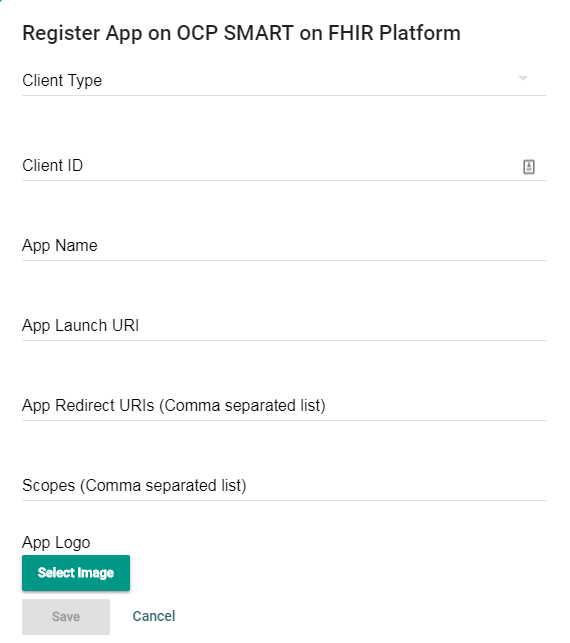 Register App on OCP SMART on FHIR Platform
Client Type
Client ID
App Name
App Launch URI
App Redirect URIs (Comma separated list)
Scopes (Comma separated list)
App Logo
Select Image
Save Cancel